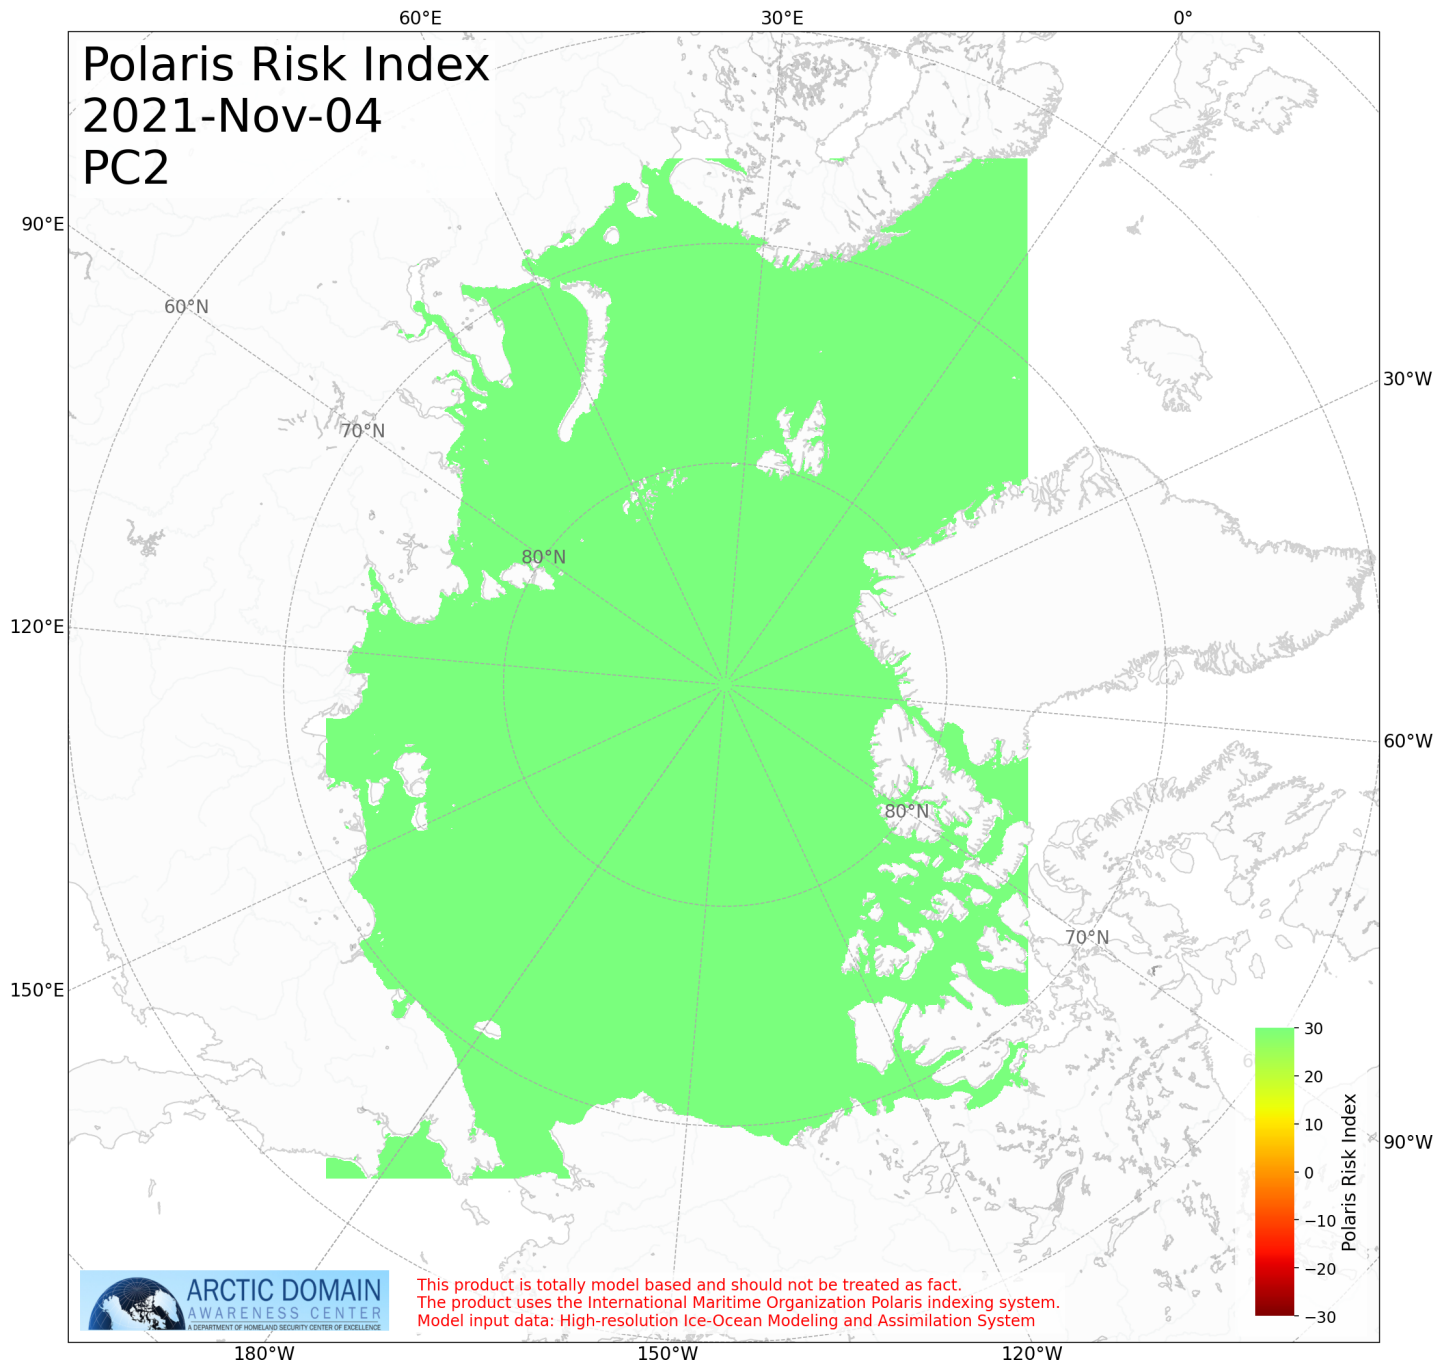 60°E 30°E 0°
Polaris Risk Index
2021-Nov-04
PC2
90°E
60°N
30°W
70°N
80°N
120°E
60°W
80°N
70°N
150°E
30
20
10
0
−10
−20
−30
Polaris Risk Index
90°W
ARCTIC DOMAIN
AWARENESS CENTER
A DEPARTMENT OF HOMELAND SECURITY CENTER OF EXCELLENCE
This product is totally model based and should not be treated as fact.
The product uses the International Maritime Organization Polaris indexing system.
Model input data: High-resolution Ice-Ocean Modeling and Assimilation System
180°W 150°W 120°W